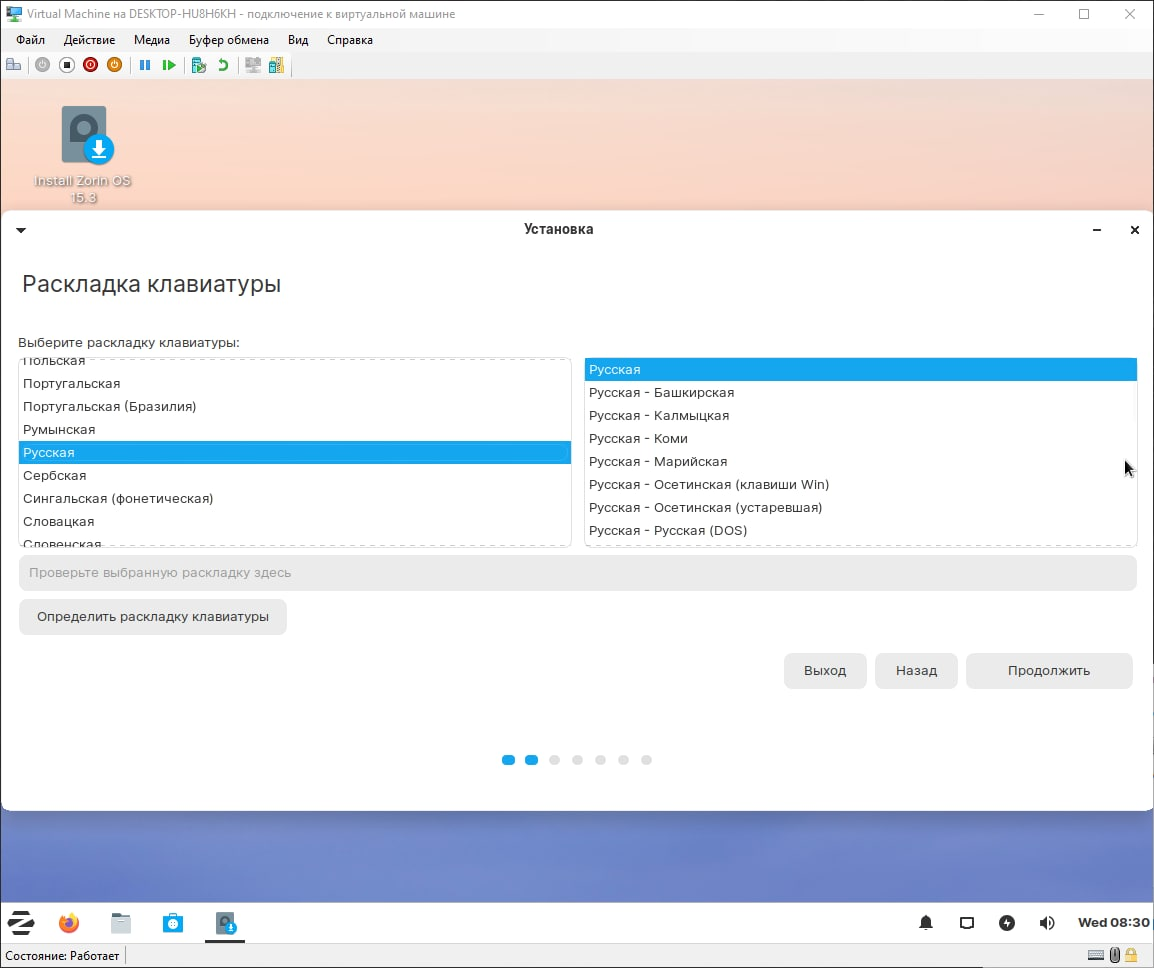 Virtual Machine на DESKTOP-HU8H6KH - подключение к виртуальной машине
Файл Действие Медиа Буфер обмена Вид Справка
Install Zorin OS
15.3
Установка
Раскладка клавиатуры
Выберите раскладку клавиатуры:
Польская
Португальская
Португальская (Бразилия)
Румынская
Русская
Сербская
Сингальская (фонетическая)
Словацкая
Словенская
Русская
Русская - Башкирская
Русская - Калмыцкая
Русская - Коми
Русская - Марийская
Русская - Осетинская (клавиши Win)
Русская - Осетинская (устаревшая)
Русская - Русская (DOS)
Проверьте выбранную раскладку здесь
Определить раскладку клавиатуры
Выход Назад Продолжить
Wed 08:30
Состояние: Работает